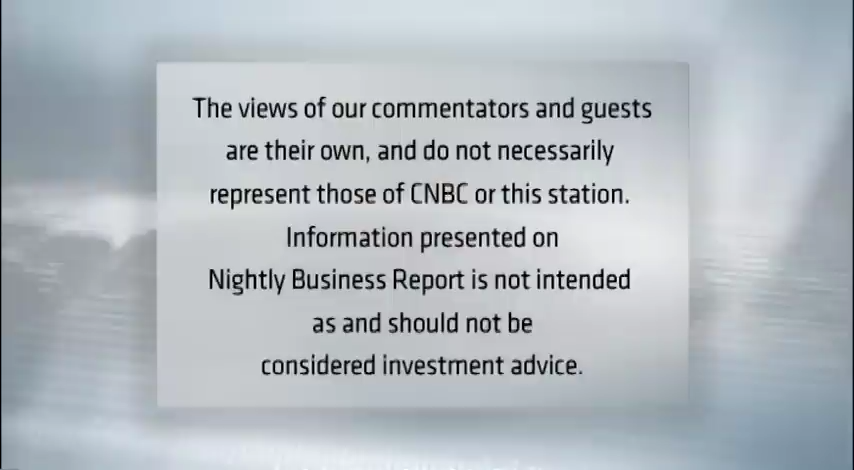 The views of our commentators and guests
are their own, and do not necessarily
represent those of CNBC or this station.
Information presented on
Nightly Business Report is not intended
as and should not be
considered investment advice.